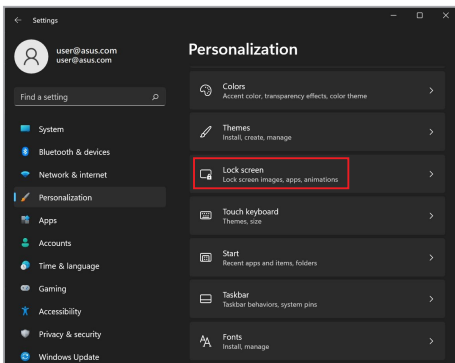 Settings
user@asus.com
user@asus.com
Find a setting
System
Bluetooth & devices
Network & internet
Personalization
Apps
Accounts
Time & language
Gaming
Accessibility
Privacy & security
Windows Update
Personalization
Colors
Accent color, transparency effects, color theme
Themes
Install, create, manage
Lock screen
Lock screen images, apps, animations
Touch keyboard
Themes, size
Start
Recent apps and items, folders
Taskbar
Taskbar behaviors, system pins
Fonts
Install, manage